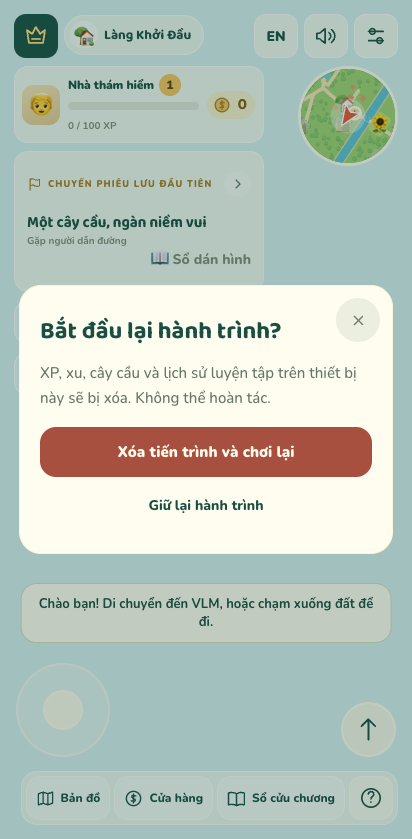 Làng Khởi Đầu
EN
Nhà thám hiểm 1
0
0 / 100 XP
CHUYẾN PHIÊU LƯU ĐẦU TIÊN
Một cây cầu, ngàn niềm vui
Gặp người dẫn đường
Sổ dán hình
Bắt đầu lại hành trình?
XP, xu, cây cầu và lịch sử luyện tập trên thiết bị
này sẽ bị xóa. Không thể hoàn tác.
Xóa tiến trình và chơi lại
Giữ lại hành trình
Chào bạn! Di chuyển đến VLM, hoặc chạm xuống đất để
đi.
Bản đồ
Cửa hàng
Sổ cửu chương